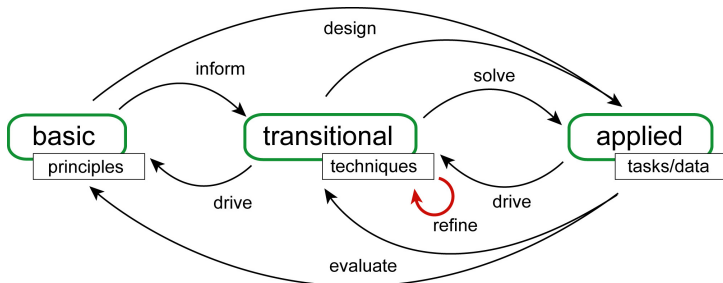 design
inform
solve
basic
transitional
applied
principles
techniques
tasks/data
drive
drive
refine
evaluate